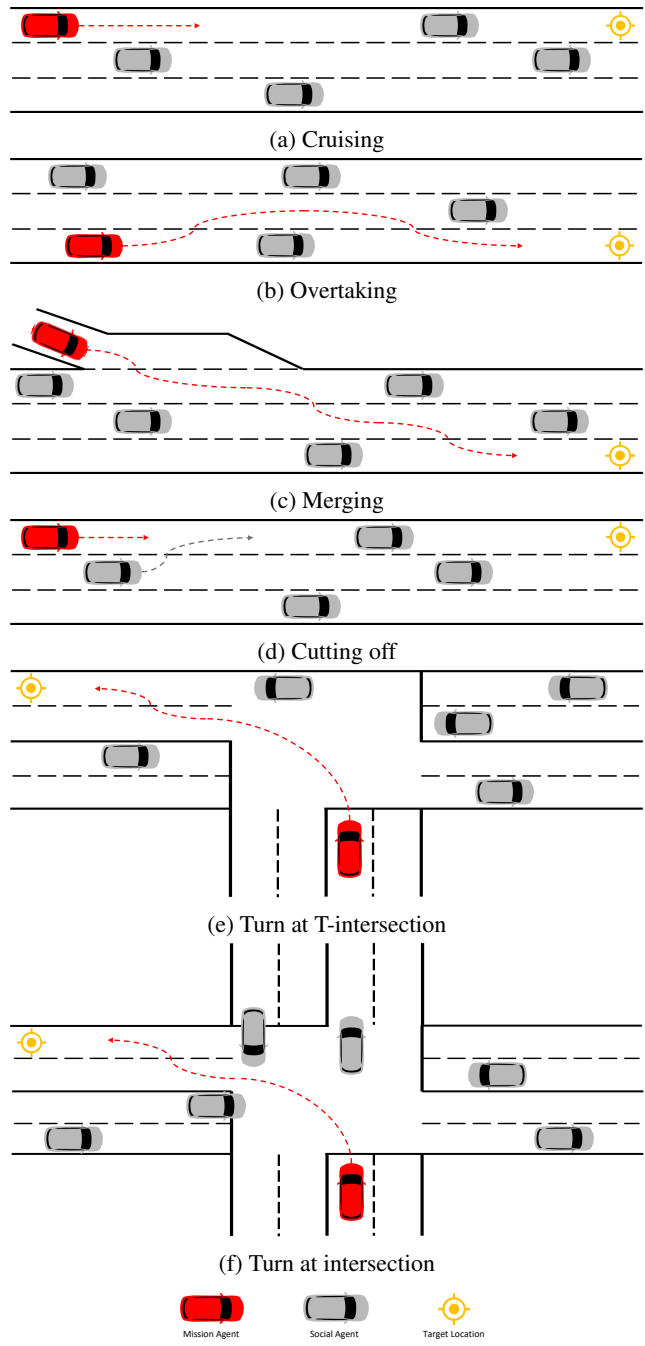 (a) Cruising
(b) Overtaking
(c) Merging
(d) Cutting off
(e) Turn at T-intersection
(f) Turn at intersection
Mission Agent Social Agent Target Location